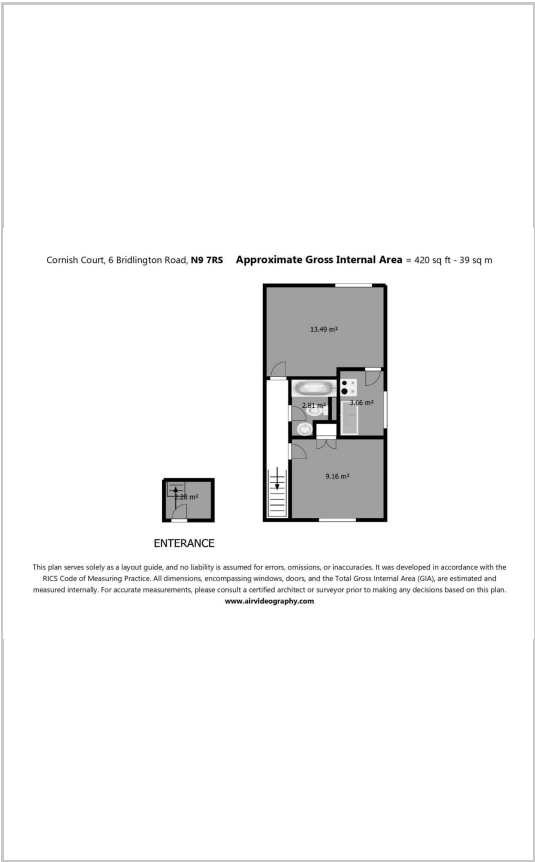 Cornish Court, 6 Bridlington Road, N9 7RS Approximate Gross Internal Area = 420 sq ft - 39 sq m
13.49 m²
2.81 m²
3.66 m²
9.16 m²
2.28 m²
ENTERANCE
This plan serves solely as a layout guide, and no liability is assumed for errors, omissions, or inaccuracies. It was developed in accordance with the
RICS Code of Measuring Practice. All dimensions, encompassing windows, doors, and the Total Gross Internal Area (GIA), are estimated and
measured internally. For accurate measurements, please consult a certified architect or surveyor prior to making any decisions based on this plan.
www.airvideography.com